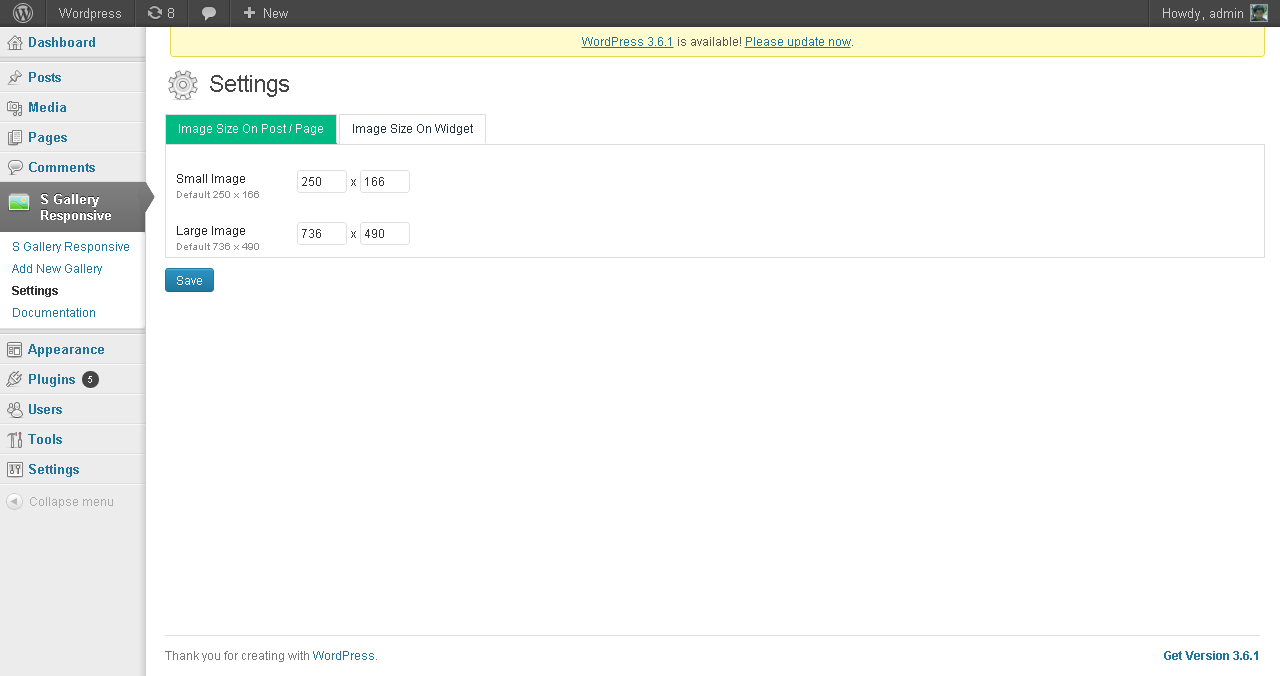 Wordpress 8 New Howdy, admin
WordPress 3.6.1 is available! Please update now.
Dashboard
Posts
Media
Pages
Comments
S Gallery
Responsive
S Gallery Responsive
Add New Gallery
Settings
Documentation
Appearance
Plugins 5
Users
Tools
Settings
Collapse menu
Settings
Image Size On Post / Page Image Size On Widget
Small Image 250 x 166
Default 250 x 166
Large Image 736 x 490
Default 736 x 490
Save
Thank you for creating with WordPress. Get Version 3.6.1